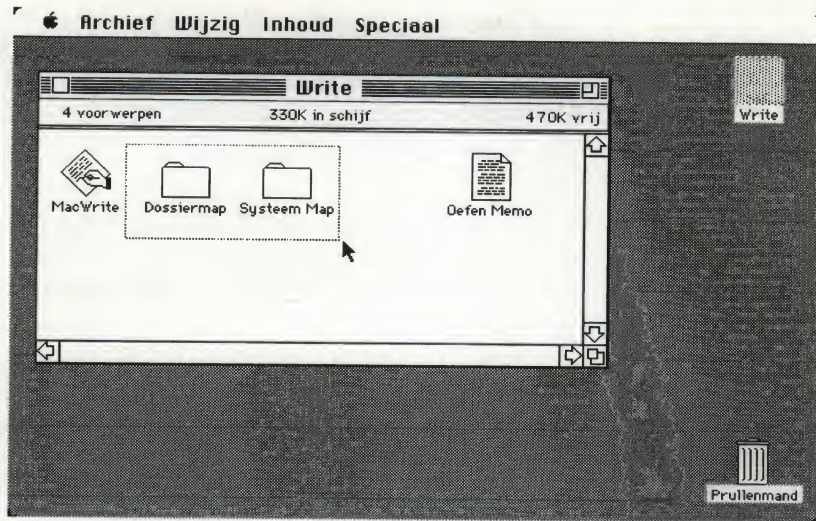 Archief Wijzig Inhoud Speciaal
Write
4 voorwerpen 330K in schijf 470K vrij
Write
MacWrite Dossiermap Systeem Map Oefen Memo
Prullenmand